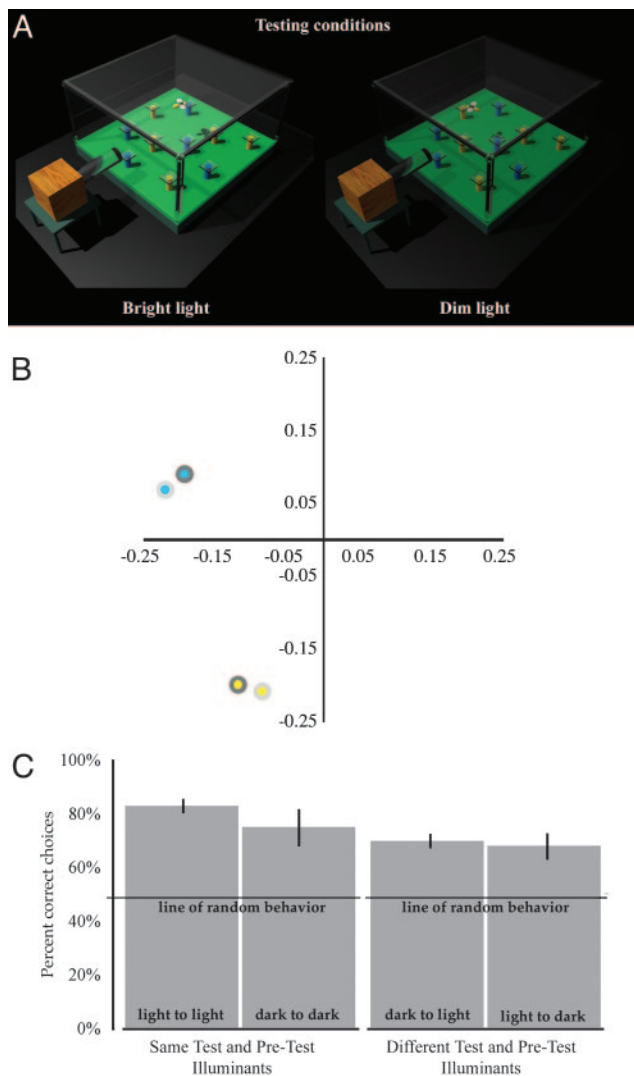 A
Testing conditions
Bright light
Dim light
B
0.25
0.15
0.05
-0.25 -0.15 -0.05 0.05 0.15 0.25
-0.05
-0.15
-0.25
C
100%
80%
60%
40%
20%
0%
Percent correct choices
line of random behavior
line of random behavior
light to light
dark to dark
dark to light
light to dark
Same Test and Pre-Test
Illuminants
Different Test and Pre-Test
Illuminants